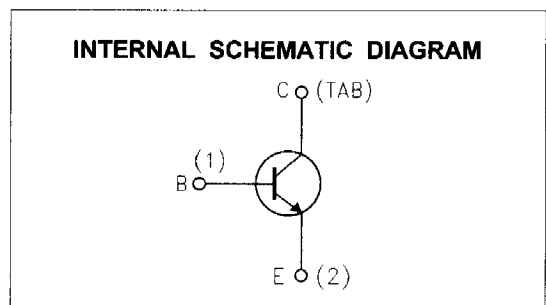 INTERNAL SCHEMATIC DIAGRAM
C (TAB)
(1)
B
E (2)